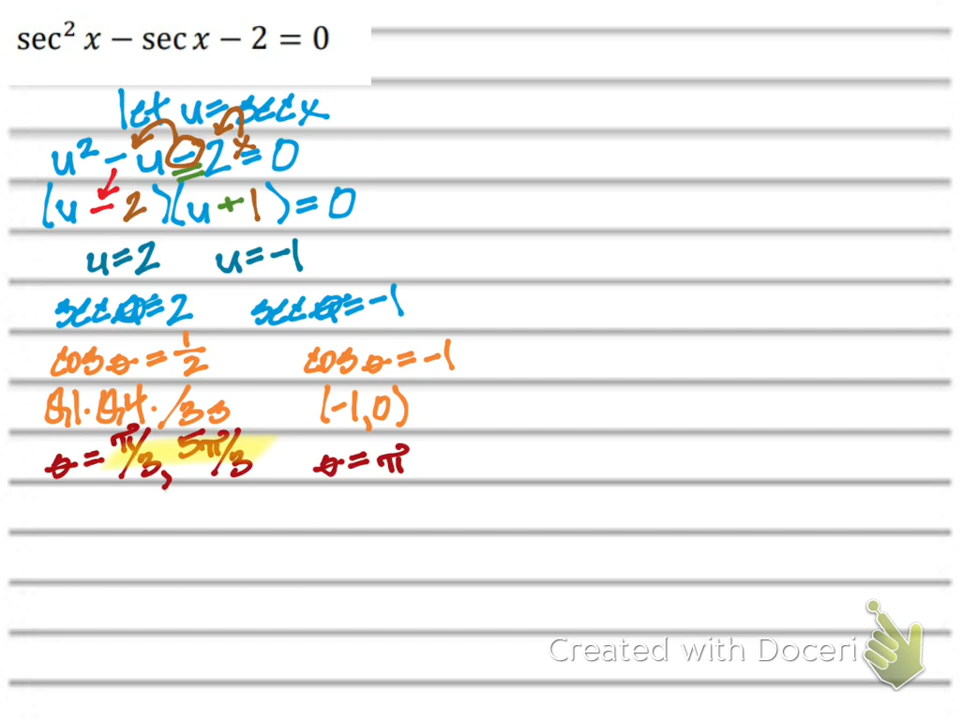 sec² x − sec x − 2 = 0
let u = sec x
u² − u − 2 = 0
(u − 2)(u + 1) = 0
u = 2 u = −1
sec θ = 2 sec θ = −1
cos θ = 1/2 cos θ = −1
Q1. Q4. /3s (−1, 0)
θ = π/3, 5π/3 θ = π
Created with Doceri